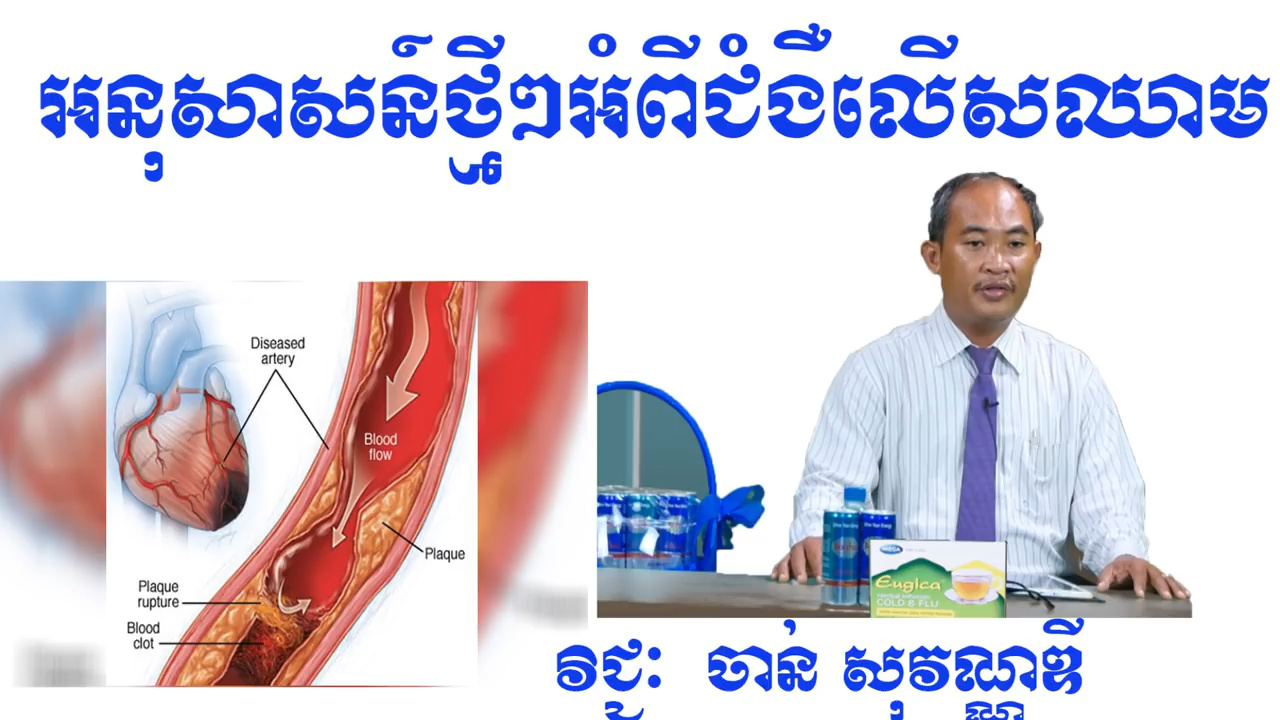 អនុសាសន៍ថ្មីៗអំពីជំងឺលើសឈាម
Diseased
artery
Blood
flow
Plaque
Plaque
rupture
Blood
clot
MEGA
Eugica
COLD & FLU
វិជ្ជៈ ចាន់ សុវណ្ណឌី